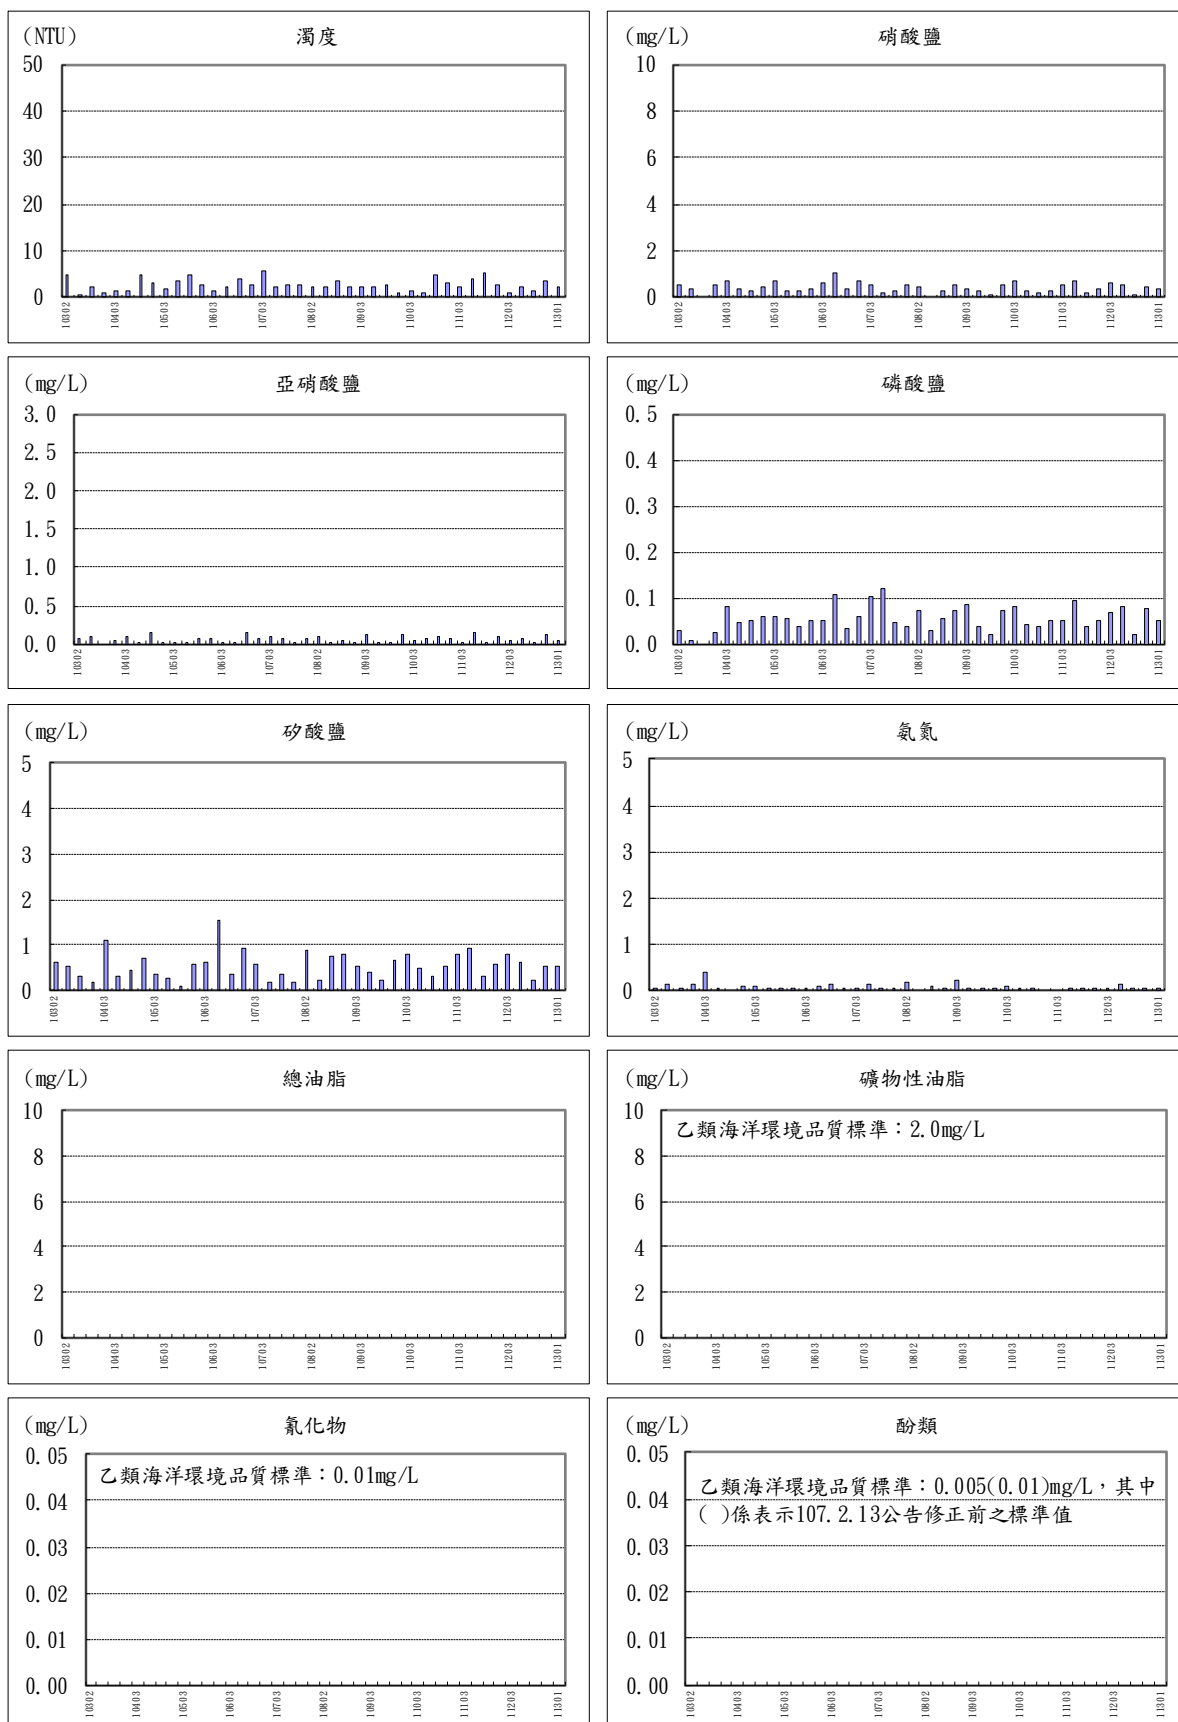 (NTU) 濁度
50
40
30
20
10
0
10302 10403 10503 10603 10703 10802 10903 11003 11103 11203 11301
(mg/L) 硝酸鹽
10
8
6
4
2
0
10302 10403 10503 10603 10703 10802 10903 11003 11103 11203 11301
(mg/L) 亞硝酸鹽
3.0
2.5
2.0
1.5
1.0
0.5
0.0
10302 10403 10503 10603 10703 10802 10903 11003 11103 11203 11301
(mg/L) 磷酸鹽
0.5
0.4
0.3
0.2
0.1
0.0
10302 10403 10503 10603 10703 10802 10903 11003 11103 11203 11301
(mg/L) 矽酸鹽
5
4
3
2
1
0
10302 10403 10503 10603 10703 10802 10903 11003 11103 11203 11301
(mg/L) 氨氮
5
4
3
2
1
0
10302 10403 10503 10603 10703 10802 10903 11003 11103 11203 11301
(mg/L) 總油脂
10
8
6
4
2
0
10302 10403 10503 10603 10703 10802 10903 11003 11103 11203 11301
(mg/L) 礦物性油脂
乙類海洋環境品質標準：2.0mg/L
10
8
6
4
2
0
10302 10403 10503 10603 10703 10802 10903 11003 11103 11203 11301
(mg/L) 氰化物
乙類海洋環境品質標準：0.01mg/L
0.05
0.04
0.03
0.02
0.01
0.00
10302 10403 10503 10603 10703 10802 10903 11003 11103 11203 11301
(mg/L) 酚類
乙類海洋環境品質標準：0.005(0.01)mg/L，其中
( )係表示107.2.13公告修正前之標準值
0.05
0.04
0.03
0.02
0.01
0.00
10302 10403 10503 10603 10703 10802 10903 11003 11103 11203 11301